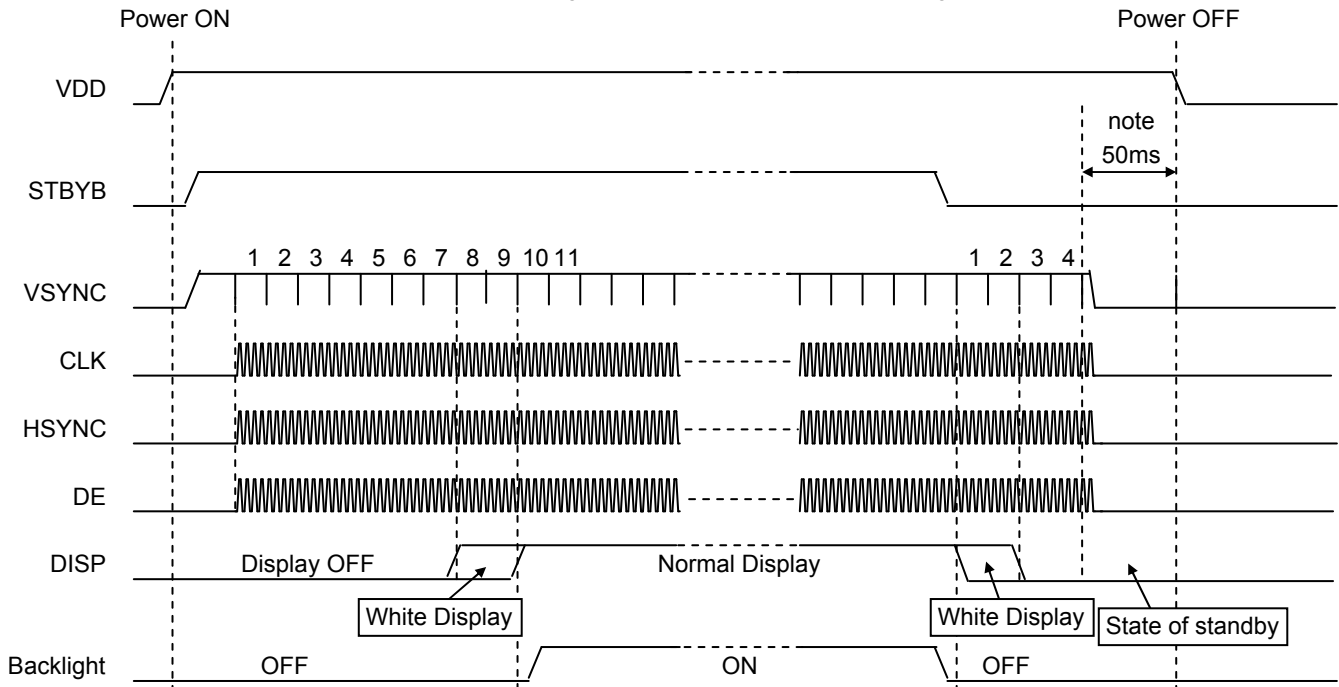 Power ON Power OFF
VDD
note
50ms
STBYB
1 2 3 4 5 6 7 8 9 10 11 1 2 3 4
VSYNC
CLK
HSYNC
DE
DISP Display OFF Normal Display
White Display White Display State of standby
Backlight OFF ON OFF